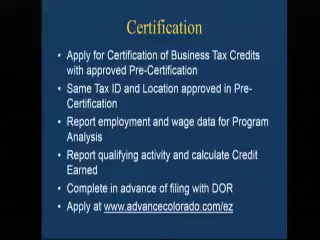 Certification
• Apply for Certification of Business Tax Credits
with approved Pre-Certification
• Same Tax ID and Location approved in Pre-
Certification
• Report employment and wage data for Program
Analysis
• Report qualifying activity and calculate Credit
Earned
• Complete in advance of filing with DOR
• Apply at www.advancecolorado.com/ez